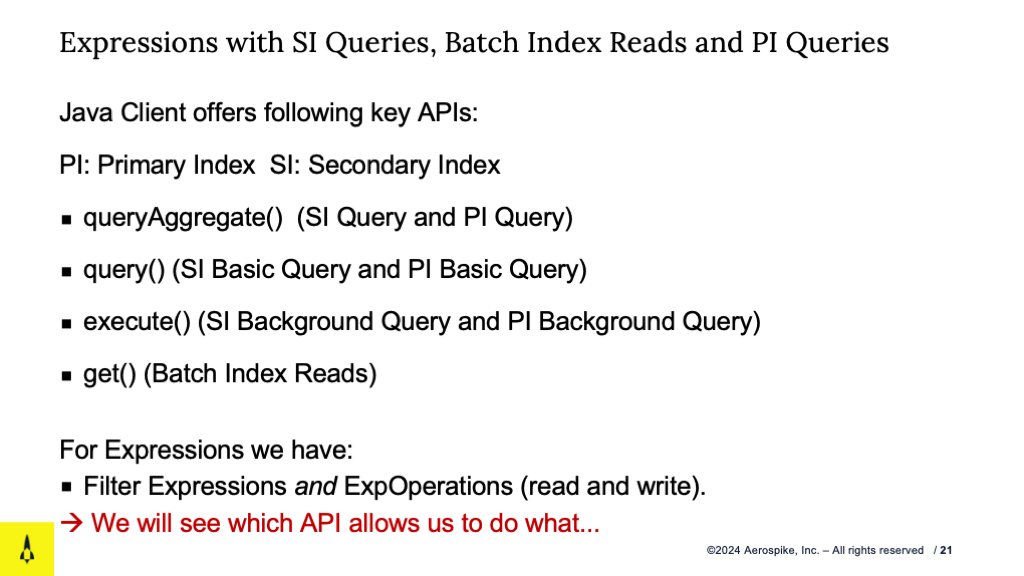 Expressions with SI Queries, Batch Index Reads and PI Queries
Java Client offers following key APIs:
PI: Primary Index  SI: Secondary Index
▪ queryAggregate()  (SI Query and PI Query)
▪ query() (SI Basic Query and PI Basic Query)
▪ execute() (SI Background Query and PI Background Query)
▪ get() (Batch Index Reads)
For Expressions we have:
▪ Filter Expressions and ExpOperations (read and write).
→ We will see which API allows us to do what...
©2024 Aerospike, Inc. – All rights reserved / 21